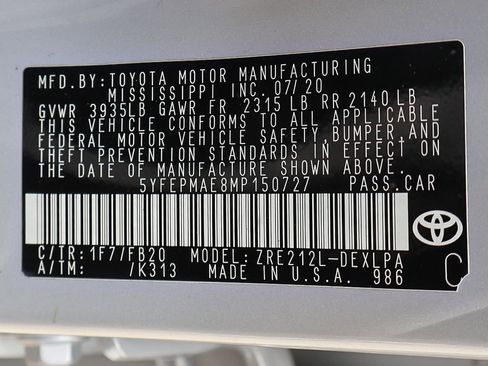 MFD. BY: TOYOTA MOTOR MANUFACTURING
MISSISSIPPI INC. 07/20
GVWR 3935LB GAWR FR 2315 LB RR 2140 LB
THIS VEHICLE CONFORMS TO ALL APPLICABLE
FEDERAL MOTOR VEHICLE SAFETY, BUMPER AND
THEFT PREVENTION STANDARDS IN EFFECT ON
THE DATE OF MANUFACTURE SHOWN ABOVE.
5YFEPMAE8MP150727 PASS.CAR
C/TR: 1F7/FB20 MODEL: ZRE212L-DEXLPA
A/TM: /K313 MADE IN U.S.A. 986 C